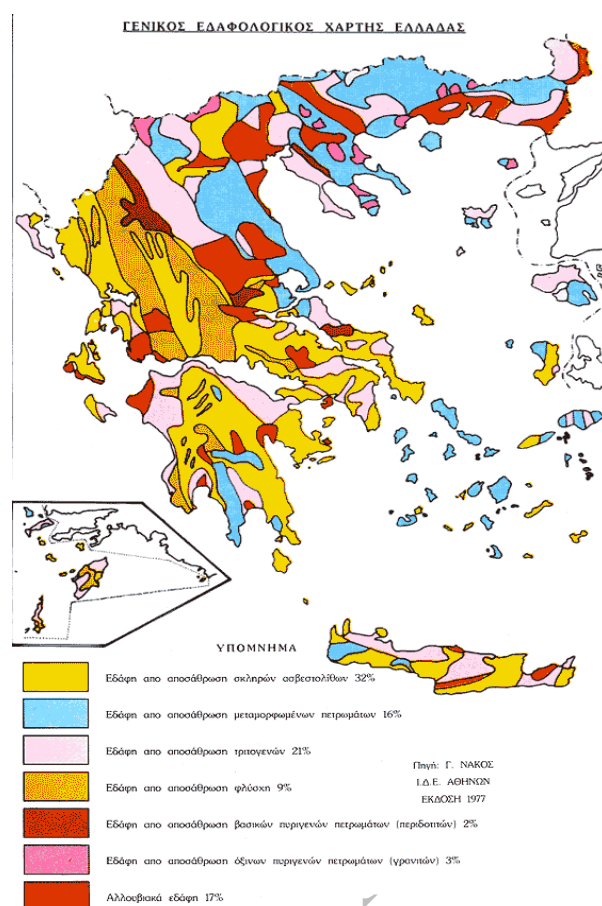 ΓΕΝΙΚΟΣ ΕΔΑΦΟΛΟΓΙΚΟΣ ΧΑΡΤΗΣ ΕΛΛΑΔΑΣ
ΥΠΟΜΝΗΜΑ
Εδάφη απο αποσάθρωση σκληρών ασβεστολίθων 32%
Εδάφη απο αποσάθρωση μεταμορφωμένων πετρωμάτων 16%
Εδάφη απο αποσάθρωση τριτογενών 21%
Εδάφη απο αποσάθρωση φλύσχη 9%
Εδάφη απο αποσάθρωση βασικών πυριγενών πετρωμάτων (περιδοτιτών) 2%
Εδάφη απο αποσάθρωση όξινων πυριγενών πετρωμάτων (γρανιτών) 3%
Αλλουβιακά εδάφη 17%
Πηγή: Γ. ΝΑΚΟΣ
Ι.Δ.Ε. ΑΘΗΝΩΝ
ΕΚΔΟΣΗ 1977